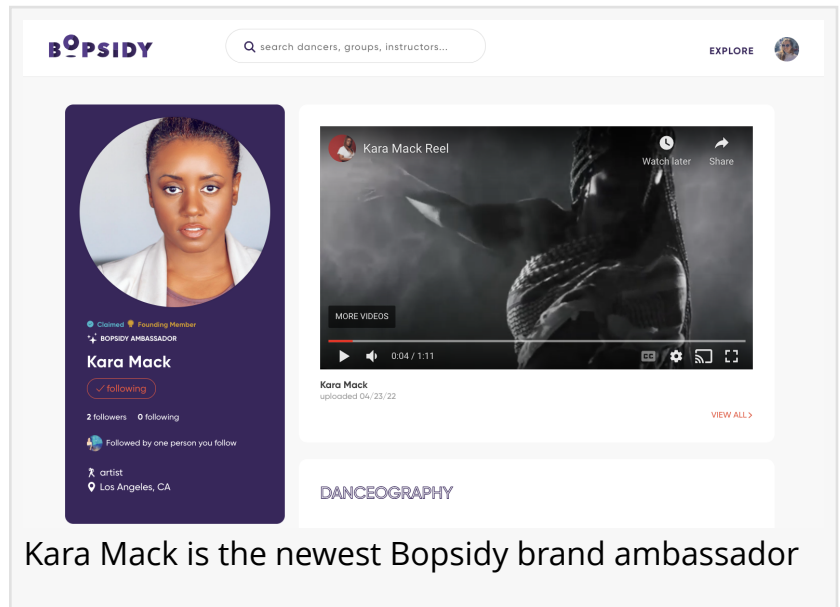 BOPSIDY
search dancers, groups, instructors...
EXPLORE
Claimed Founding Member
BOPSIDY AMBASSADOR
Kara Mack
following
2 followers 0 following
Followed by one person you follow
artist
Los Angeles, CA
Kara Mack Reel
Watch later Share
MORE VIDEOS
0:04 / 1:11
CC
Kara Mack
uploaded 04/23/22
VIEW ALL >
DANCEOGRAPHY
Kara Mack is the newest Bopsidy brand ambassador